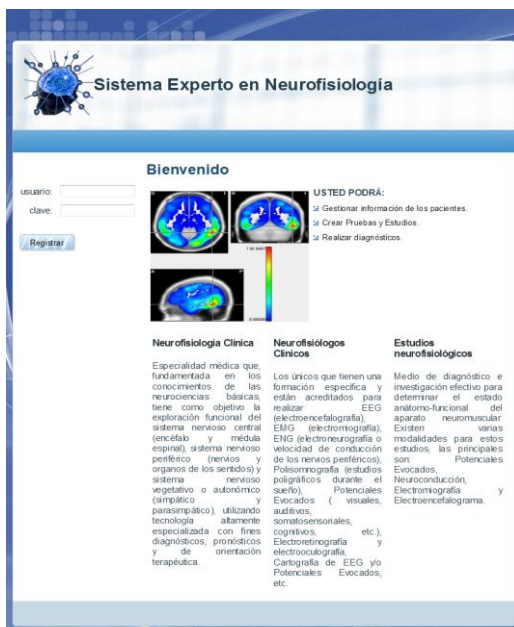 Sistema Experto en Neurofisiología
Bienvenido
usuario:
clave:
Registrar
USTED PODRÁ:
Gestionar información de los pacientes.
Crear Pruebas y Estudios.
Realizar diagnósticos.
Neurofisiologia Clinica
Especialidad médica que,
fundamentada en los
conocimientos de las
neurociencias básicas,
tiene como objetivo la
exploración funcional del
sistema nervioso central
(encéfalo y médula
espinal), sistema nervioso
periférico (nervios y
organos de los sentidos) y
sistema nervioso
vegetativo o autonómico
(simpático y
parasimpático), utilizando
tecnología altamente
especializada con fines
diagnósticos, pronósticos
y de orientación
terapéutica.
Neurofisiólogos
Clinicos
Los únicos que tienen una
formación específica y
están acreditados para
realizar EEG
(electroencefalografía),
EMG (electromiografía),
ENG (electroneurografía o
velocidad de conducción
de los nervios periféricos),
Polisomnografía (estudios
poligráficos durante el
sueño), Potenciales
Evocados ( visuales,
auditivos,
somatosensoriales,
cognitivos, etc.),
Electroretinografía y
electrooculografía,
Cartografía de EEG y/o
Potenciales Evocados,
etc.
Estudios
neurofisiológicos
Medio de diagnóstico e
investigación efectivo para
determinar el estado
anátomo-funcional del
aparato neuromuscular.
Existen varias
modalidades para estos
estudios, las principales
son: Potenciales
Evocados,
Neuroconducción,
Electromiografía y
Electroencefalograma.